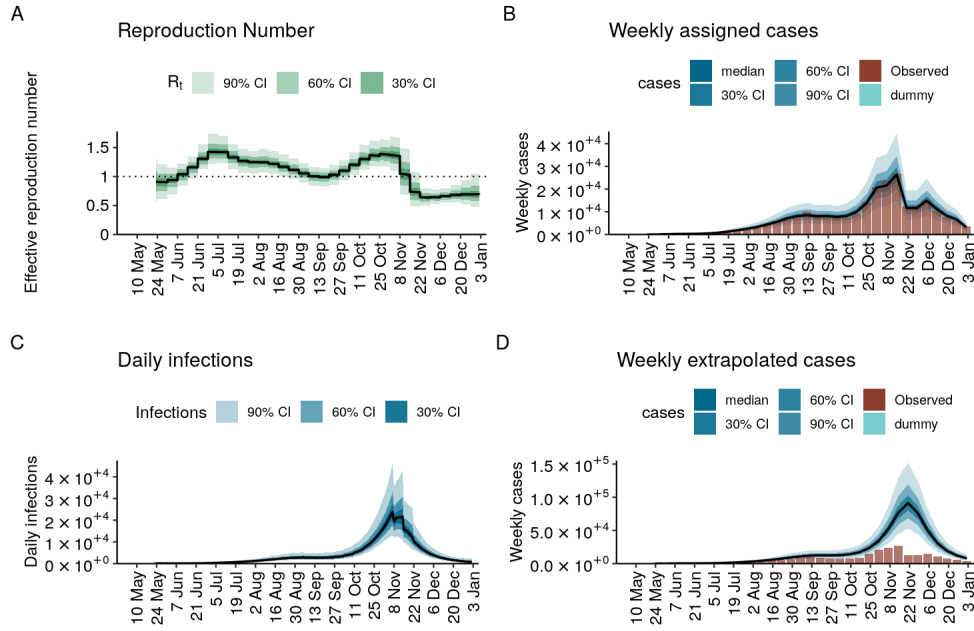 A
Reproduction Number
Rt
90% CI
60% CI
30% CI
Effective reproduction number
1.5
1
0.5
0
10 May
24 May
7 Jun
21 Jun
5 Jul
19 Jul
2 Aug
16 Aug
30 Aug
13 Sep
27 Sep
11 Oct
25 Oct
8 Nov
22 Nov
6 Dec
20 Dec
3 Jan
B
Weekly assigned cases
cases
median
60% CI
Observed
30% CI
90% CI
dummy
Weekly cases
4 × 10+4
3 × 10+4
2 × 10+4
1 × 10+4
0 × 10+0
10 May
24 May
7 Jun
21 Jun
5 Jul
19 Jul
2 Aug
16 Aug
30 Aug
13 Sep
27 Sep
11 Oct
25 Oct
8 Nov
22 Nov
6 Dec
20 Dec
3 Jan
C
Daily infections
Infections
90% CI
60% CI
30% CI
Daily infections
4 × 10+4
3 × 10+4
2 × 10+4
1 × 10+4
0 × 10+0
10 May
24 May
7 Jun
21 Jun
5 Jul
19 Jul
2 Aug
16 Aug
30 Aug
13 Sep
27 Sep
11 Oct
25 Oct
8 Nov
22 Nov
6 Dec
20 Dec
3 Jan
D
Weekly extrapolated cases
cases
median
60% CI
Observed
30% CI
90% CI
dummy
Weekly cases
1.5 × 10+5
1.0 × 10+5
5.0 × 10+4
0.0 × 10+0
10 May
24 May
7 Jun
21 Jun
5 Jul
19 Jul
2 Aug
16 Aug
30 Aug
13 Sep
27 Sep
11 Oct
25 Oct
8 Nov
22 Nov
6 Dec
20 Dec
3 Jan